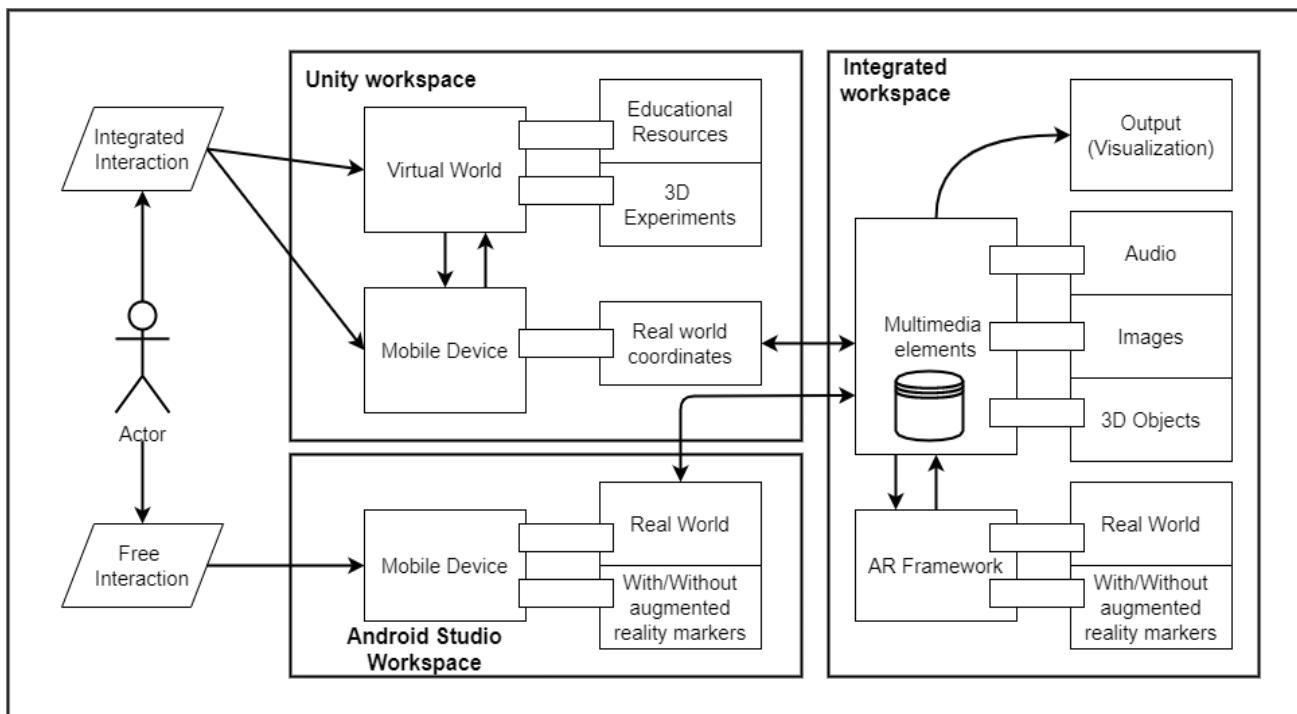 Unity workspace
Integrated
workspace
Integrated
Interaction
Virtual World
Educational
Resources
3D
Experiments
Output
(Visualization)
Mobile Device
Real world
coordinates
Multimedia
elements
Audio
Images
3D Objects
Actor
Free
Interaction
Mobile Device
Real World
With/Without
augmented
reality markers
Android Studio
Workspace
AR Framework
Real World
With/Without
augmented
reality markers